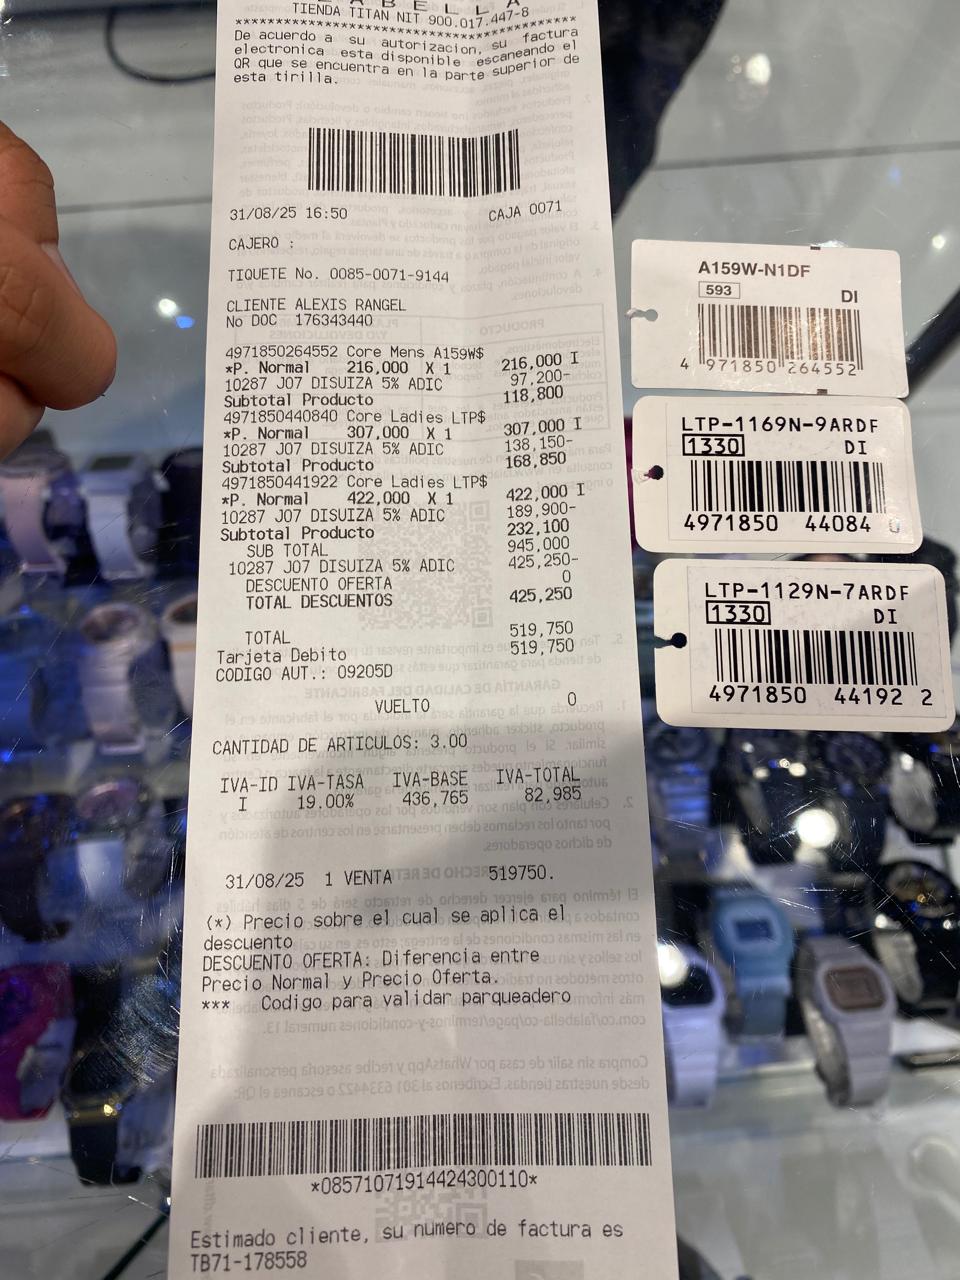 TIENDA TITAN NIT 900.017.447-8
************************************
De acuerdo a su autorizacion, su factura
electronica esta disponible escaneando el
QR que se encuentra en la parte superior de
esta tirilla.
31/08/25 16:50 CAJA 0071
CAJERO :
TIQUETE No. 0085-0071-9144
CLIENTE ALEXIS RANGEL
No DOC 176343440
4971850264552 Core Mens A159W$
*P. Normal 216,000 X 1 216,000 I
10287 J07 DISUIZA 5% ADIC 97,200-
Subtotal Producto 118,800
4971850440840 Core Ladies LTP$
*P. Normal 307,000 X 1 307,000 I
10287 J07 DISUIZA 5% ADIC 138,150-
Subtotal Producto 168,850
4971850441922 Core Ladies LTP$
*P. Normal 422,000 X 1 422,000 I
10287 J07 DISUIZA 5% ADIC 189,900-
Subtotal Producto 232,100
SUB TOTAL 945,000
10287 J07 DISUIZA 5% ADIC 425,250-
DESCUENTO OFERTA 0
TOTAL DESCUENTOS 425,250
TOTAL 519,750
Tarjeta Debito 519,750
CODIGO AUT.: 09205D
VUELTO 0
CANTIDAD DE ARTICULOS: 3.00
IVA-ID IVA-TASA IVA-BASE IVA-TOTAL
I 19.00% 436,765 82,985
31/08/25 1 VENTA 519750.
(*) Precio sobre el cual se aplica el
descuento
DESCUENTO OFERTA: Diferencia entre
Precio Normal y Precio Oferta.
*** Codigo para validar parqueadero
*08571071914424300110*
Estimado cliente, su numero de factura es
TB71-178558
A159W-N1DF
593 DI
4 971850 264552
LTP-1169N-9ARDF
1330 DI
4971850 44084 0
LTP-1129N-7ARDF
1330 DI
4971850 44192 2